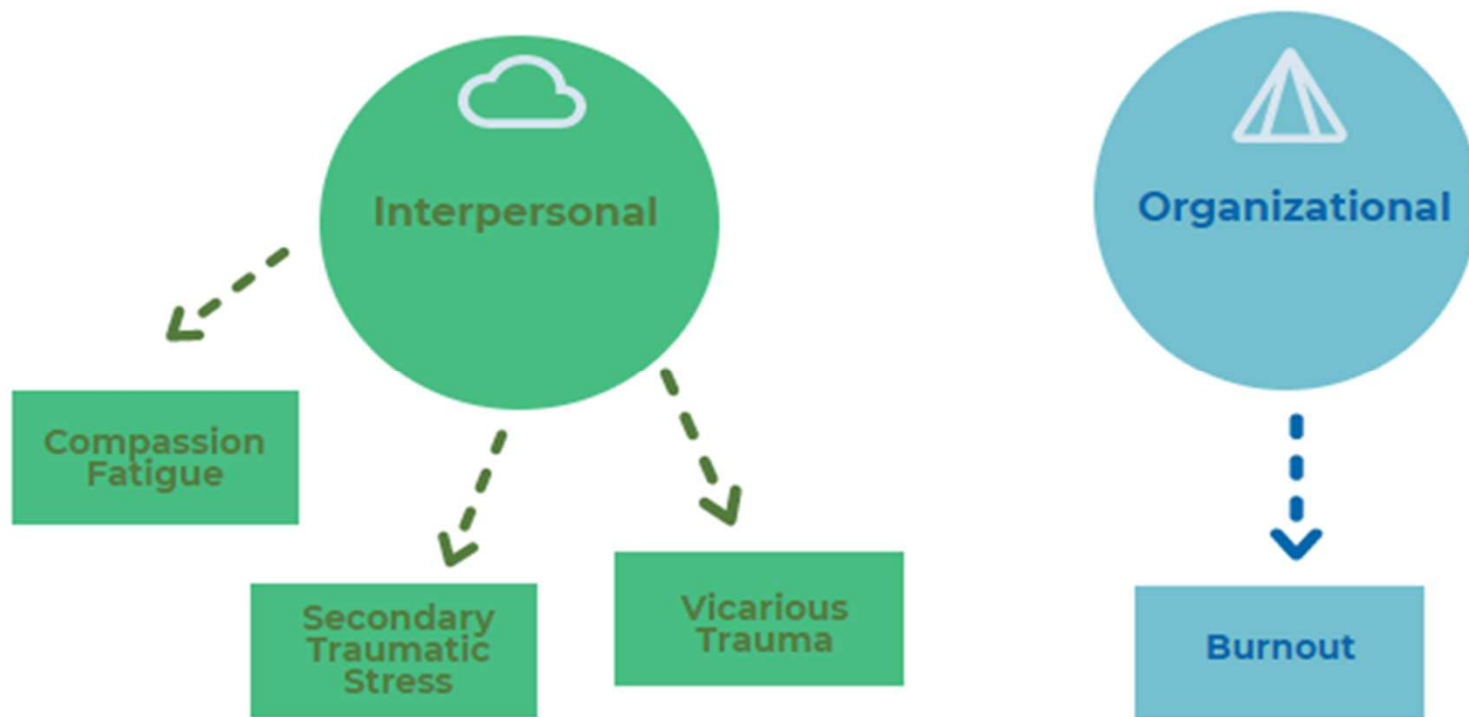 Interpersonal
Organizational
Compassion
Fatigue
Secondary
Traumatic
Stress
Vicarious
Trauma
Burnout